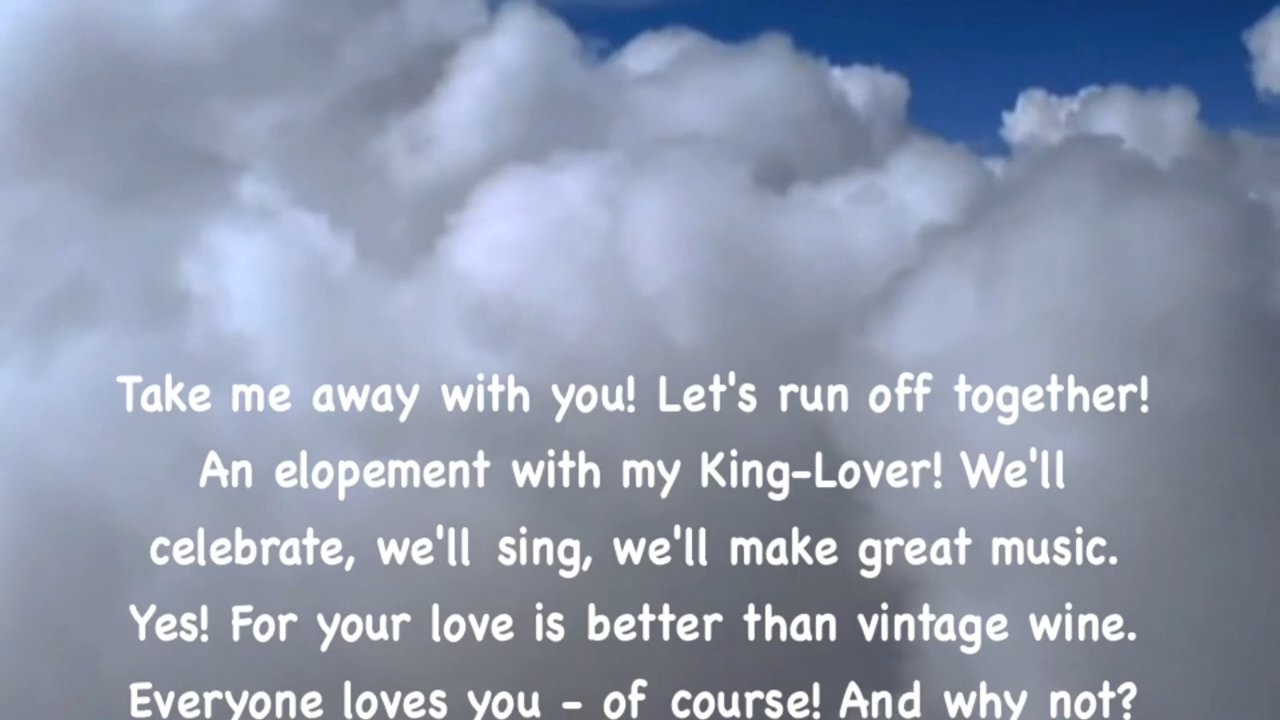 Take me away with you! Let's run off together!
An elopement with my King-Lover! We'll
celebrate, we'll sing, we'll make great music.
Yes! For your love is better than vintage wine.
Everyone loves you - of course! And why not?